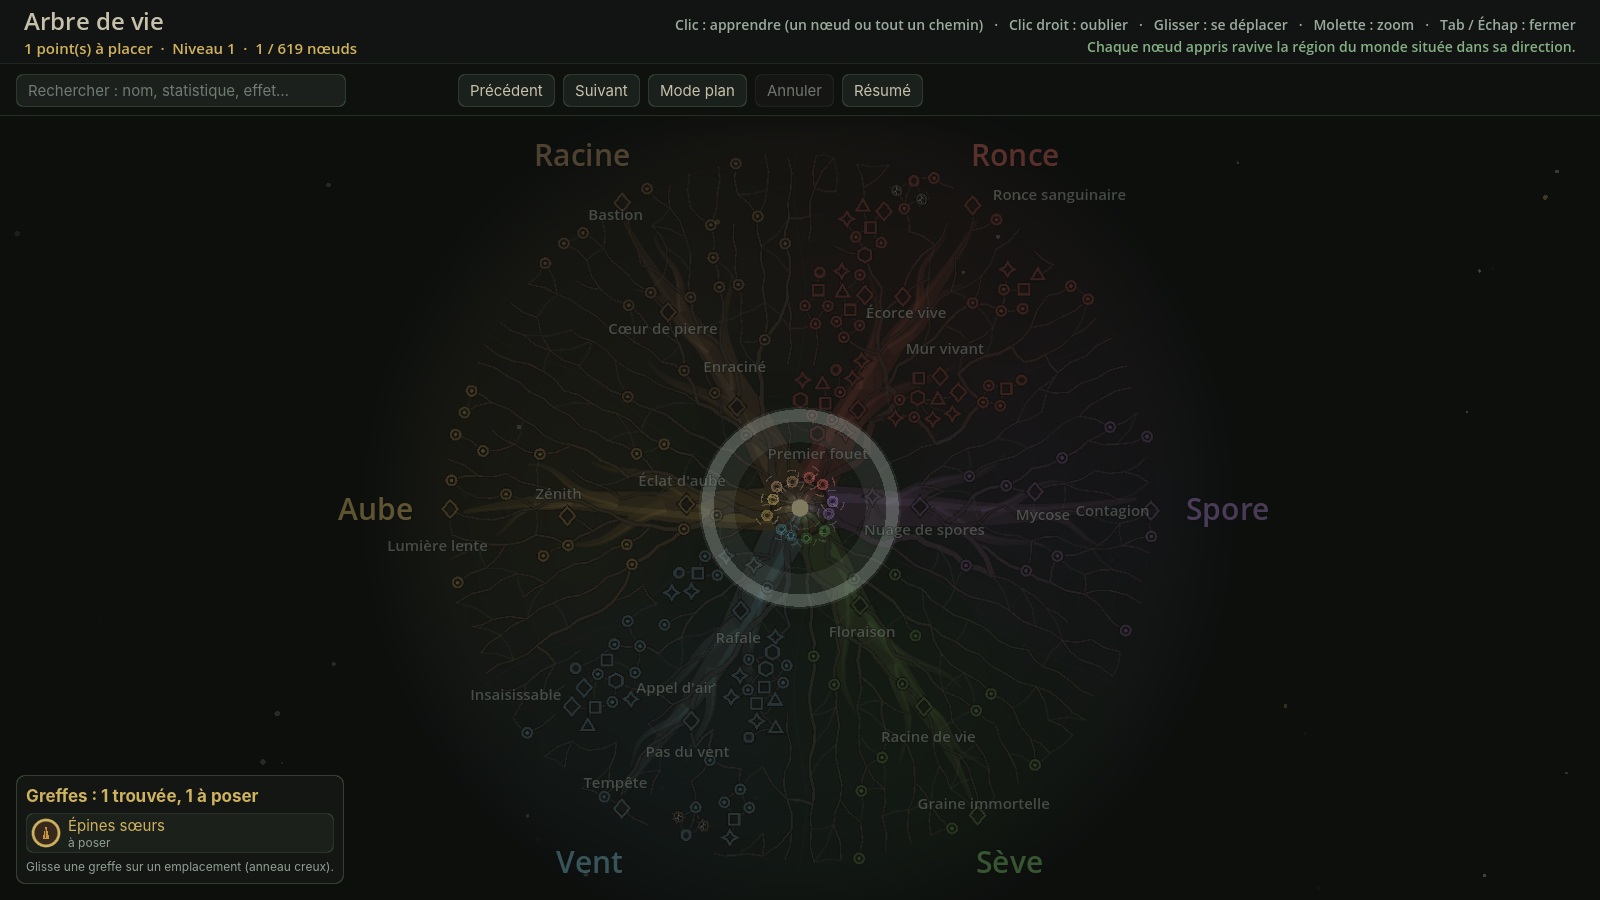 Arbre de vie
1 point(s) à placer · Niveau 1 · 1 / 619 nœuds
Clic : apprendre (un nœud ou tout un chemin) · Clic droit : oublier · Glisser : se déplacer · Molette : zoom · Tab / Échap : fermer
Chaque nœud appris ravive la région du monde située dans sa direction.
Rechercher : nom, statistique, effet...
Précédent
Suivant
Mode plan
Annuler
Résumé
Racine
Ronce
Ronce sanguinaire
Bastion
Écorce vive
Cœur de pierre
Mur vivant
Enraciné
Premier fouet
Éclat d'aube
Zénith
Aube
Spore
Mycose
Contagion
Nuage de spores
Lumière lente
Rafale
Floraison
Insaisissable
Appel d'air
Racine de vie
Pas du vent
Tempête
Graine immortelle
Vent
Sève
Greffes : 1 trouvée, 1 à poser
Épines sœurs
à poser
Glisse une greffe sur un emplacement (anneau creux).